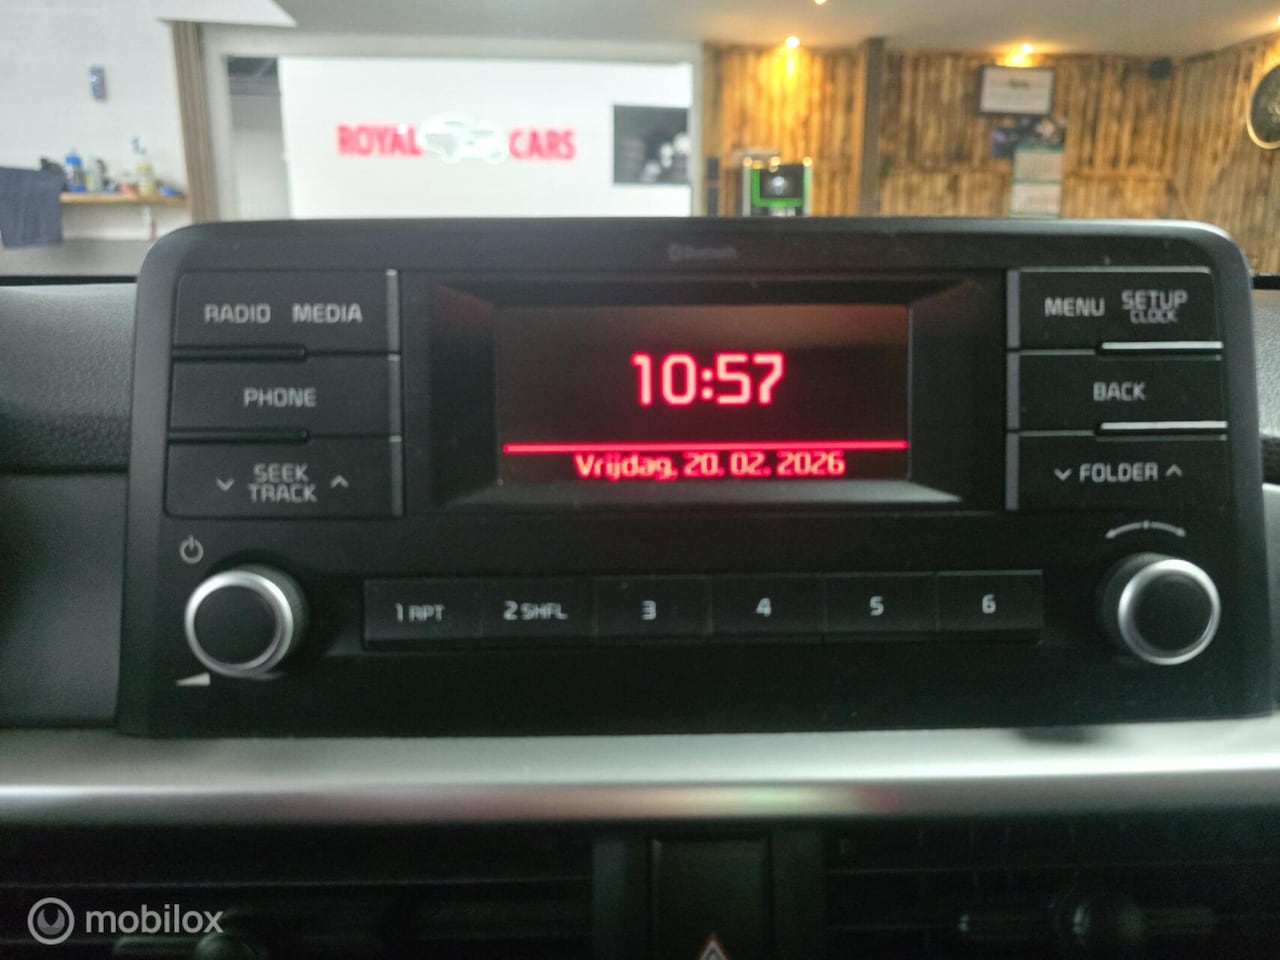 ROYAL CARS
Bluetooth
RADIO MEDIA
PHONE
SEEK
TRACK
10:57
Vrijdag, 20. 02. 2026
MENU SETUP
CLOCK
BACK
FOLDER
1 RPT 2 SHFL 3 4 5 6
mobilox